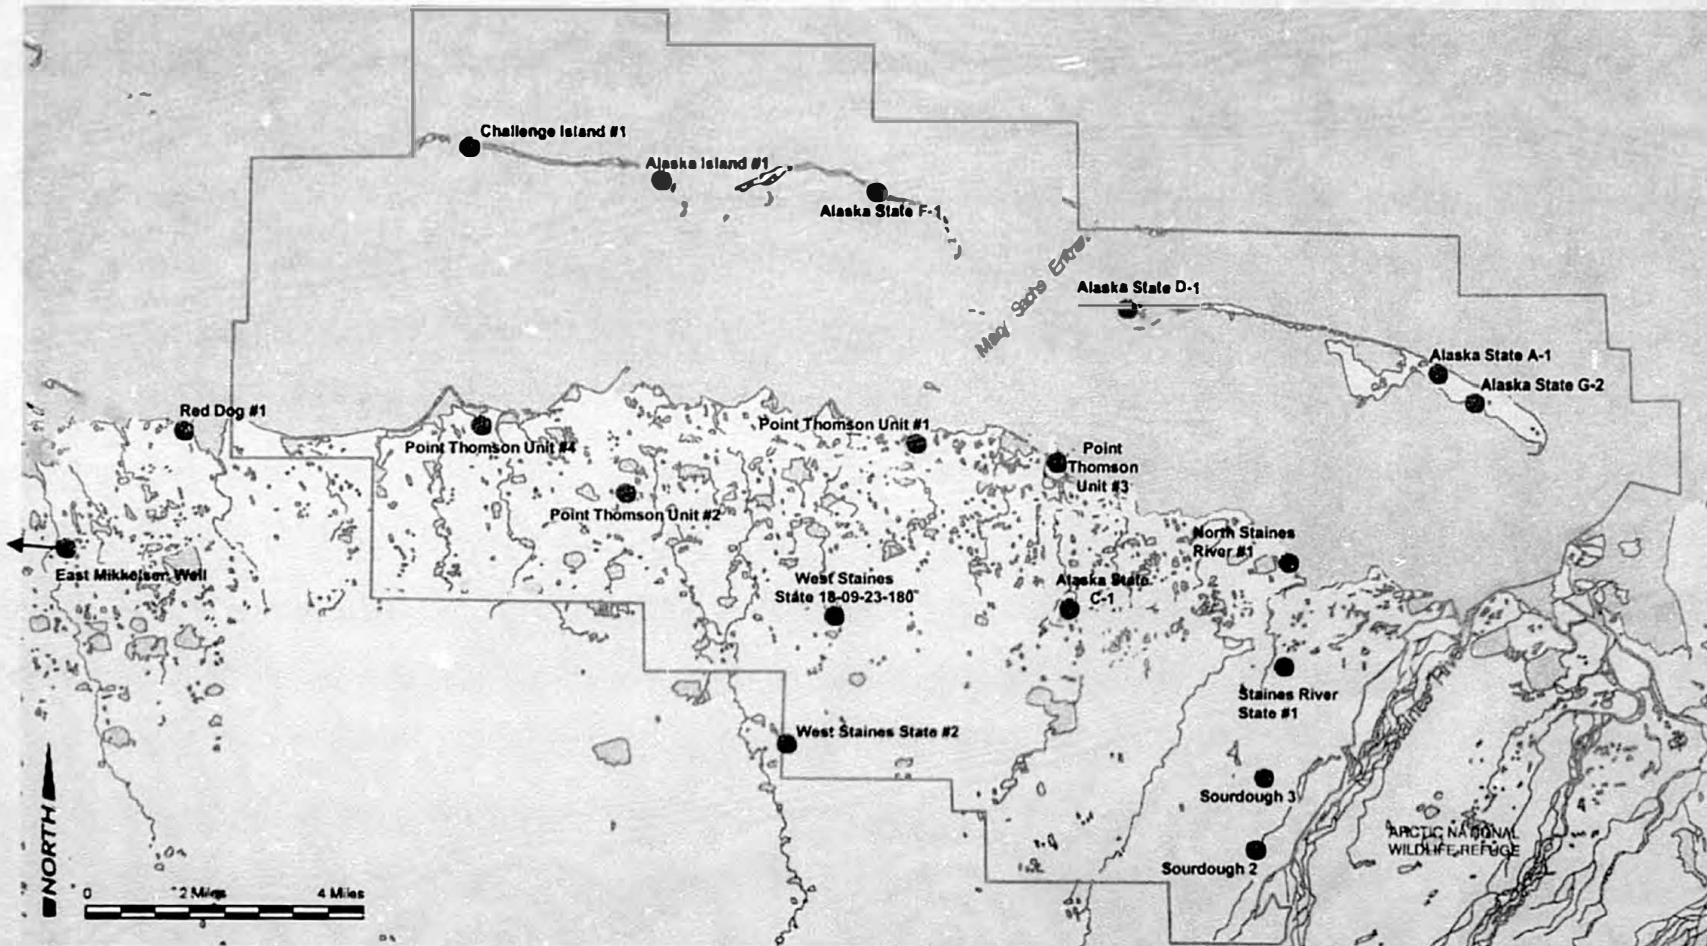 Challenge Island #1
Alaska Island #1
Alaska State F-1
Mary Sachs
Alaska State D-1
Alaska State A-1
Alaska State G-2
Red Dog #1
Point Thomson Unit #4
Point Thomson Unit #1
Point
Thomson
Unit #3
Point Thomson Unit #2
North Staines
River #1
East Mikkelsen Well
West Staines
State 18-09-23-180
Alaska State
C-1
Staines River
State #1
West Staines State #2
Sourdough 3
Sourdough 2
River
ARCTIC NATIONAL
WILDLIFE REFUGE
NORTH
0 2 Miles 4 Miles